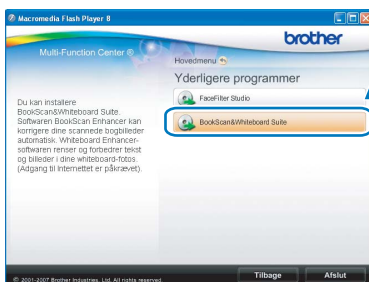 Macromedia Flash Player 8
brother
Multi-Function Center ®
Hovedmenu
Yderligere programmer
FaceFilter Studio
BookScan&Whiteboard Suite
Du kan installere
BookScan&Whiteboard Suite.
Softwaren BookScan Enhancer kan
korrigere dine scannede bogbilleder
automatisk. Whiteboard Enhancer-
softwaren renser og forbedrer tekst
og billeder i dine whiteboard-fotos.
(Adgang til Internettet er påkrævet).
© 2001-2007 Brother Industries, Ltd. All rights reserved.
Tilbage
Afslut